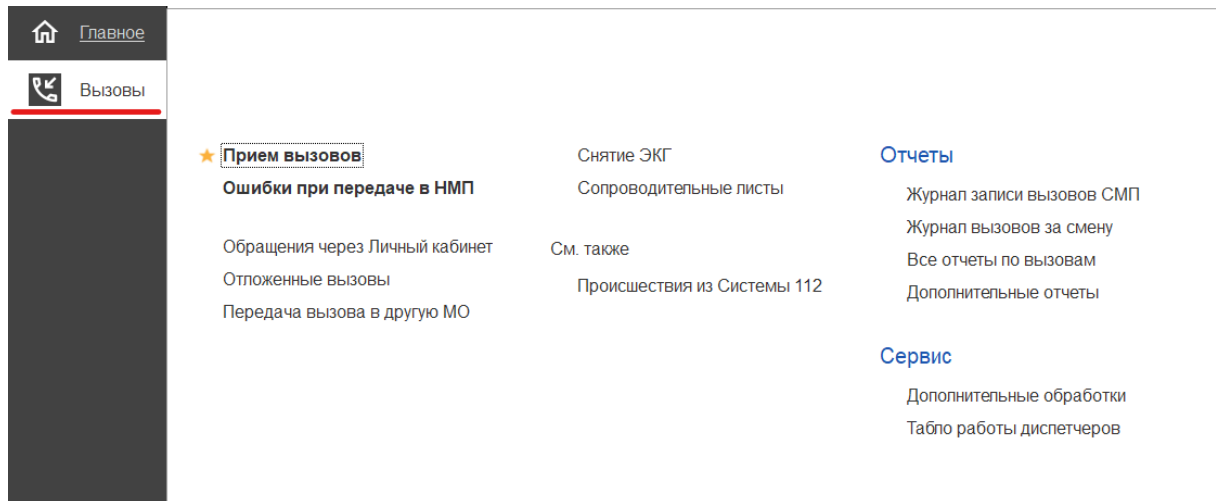 Главное
Вызовы
Прием вызовов
Ошибки при передаче в НМП
Обращения через Личный кабинет
Отложенные вызовы
Передача вызова в другую МО
Снятие ЭКГ
Сопроводительные листы
См. также
Происшествия из Системы 112
Отчеты
Журнал записи вызовов СМП
Журнал вызовов за смену
Все отчеты по вызовам
Дополнительные отчеты
Сервис
Дополнительные обработки
Табло работы диспетчеров